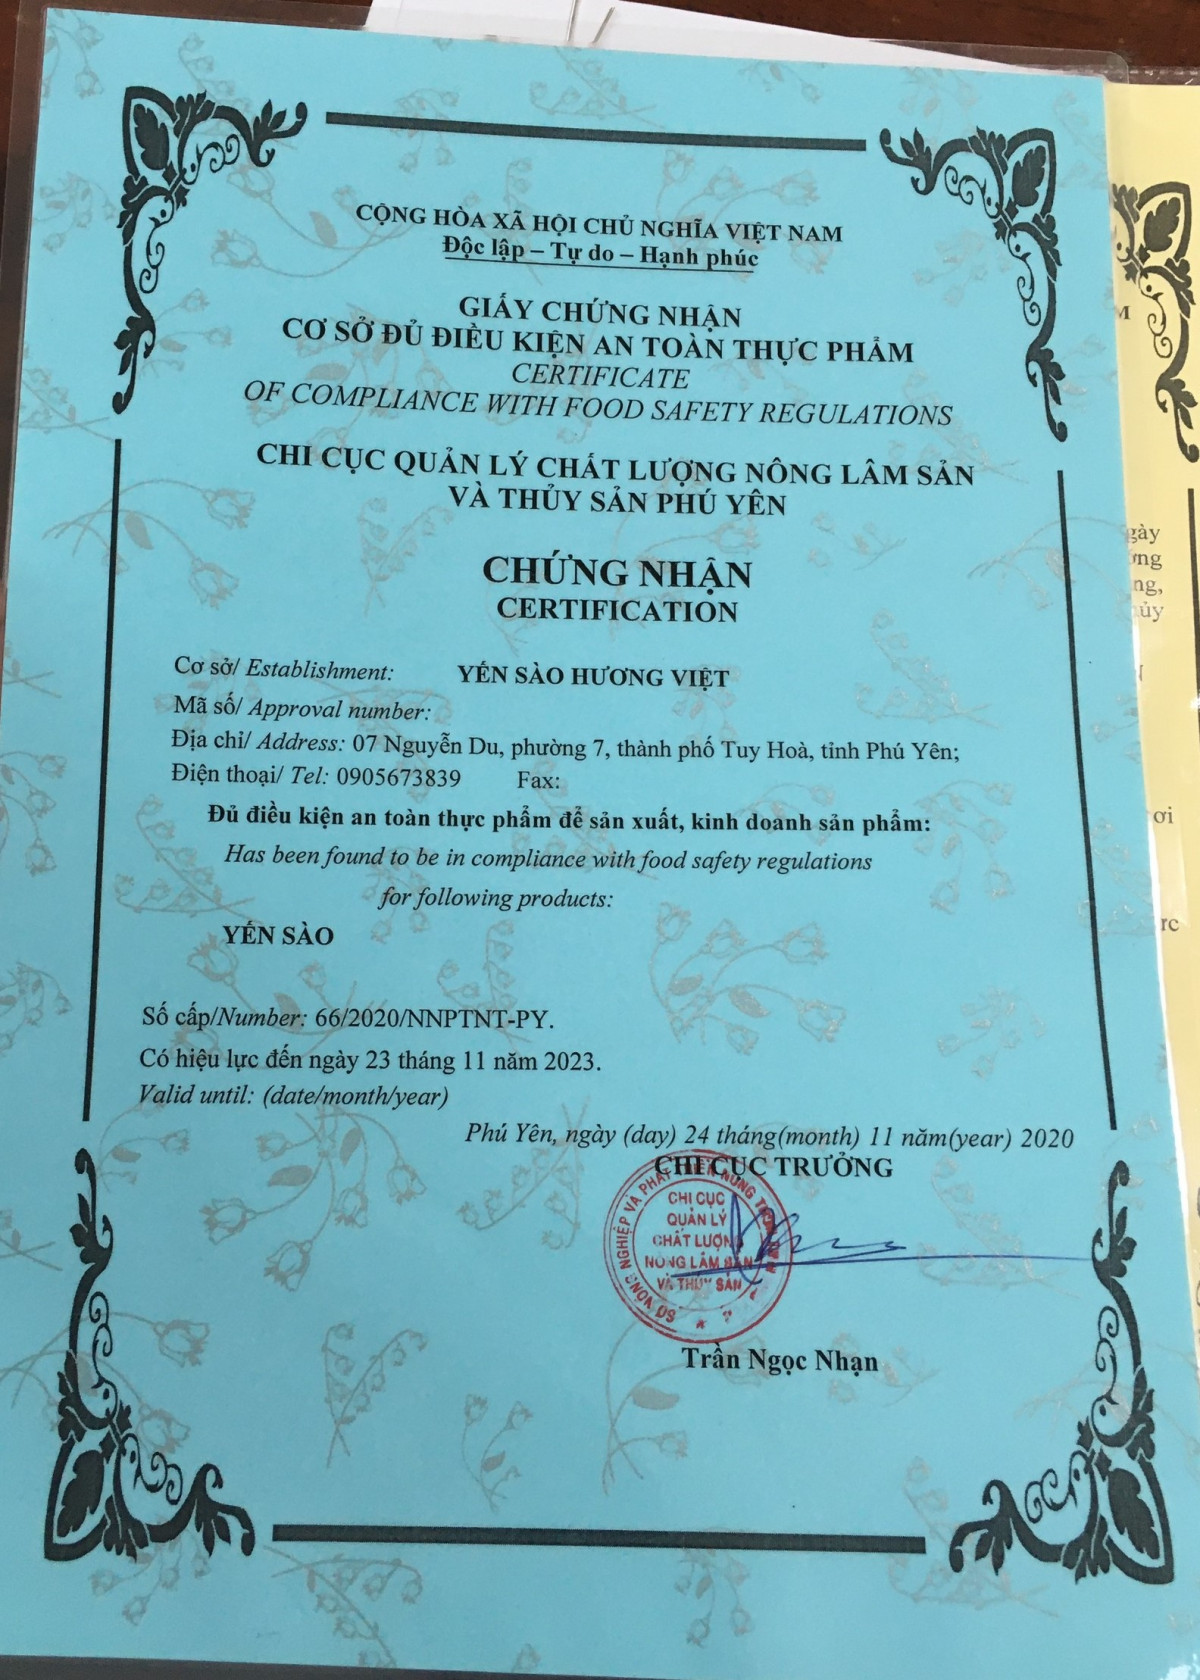 CỘNG HÒA XÃ HỘI CHỦ NGHĨA VIỆT NAM
Độc lập – Tự do – Hạnh phúc
GIẤY CHỨNG NHẬN
CƠ SỞ ĐỦ ĐIỀU KIỆN AN TOÀN THỰC PHẨM
CERTIFICATE
OF COMPLIANCE WITH FOOD SAFETY REGULATIONS
CHI CỤC QUẢN LÝ CHẤT LƯỢNG NÔNG LÂM SẢN
VÀ THỦY SẢN PHÚ YÊN
CHỨNG NHẬN
CERTIFICATION
Cơ sở/ Establishment: YẾN SÀO HƯƠNG VIỆT
Mã số/ Approval number:
Địa chỉ/ Address: 07 Nguyễn Du, phường 7, thành phố Tuy Hoà, tỉnh Phú Yên;
Điện thoại/ Tel: 0905673839 Fax:
Đủ điều kiện an toàn thực phẩm để sản xuất, kinh doanh sản phẩm:
Has been found to be in compliance with food safety regulations
for following products:
YẾN SÀO
Số cấp/Number: 66/2020/NNPTNT-PY.
Có hiệu lực đến ngày 23 tháng 11 năm 2023.
Valid until: (date/month/year)
Phú Yên, ngày (day) 24 tháng(month) 11 năm(year) 2020
CHI CỤC TRƯỞNG
CHI CỤC
QUẢN LÝ
CHẤT LƯỢNG
NÔNG LÂM SẢN
VÀ THỦY SẢN
Trần Ngọc Nhạn